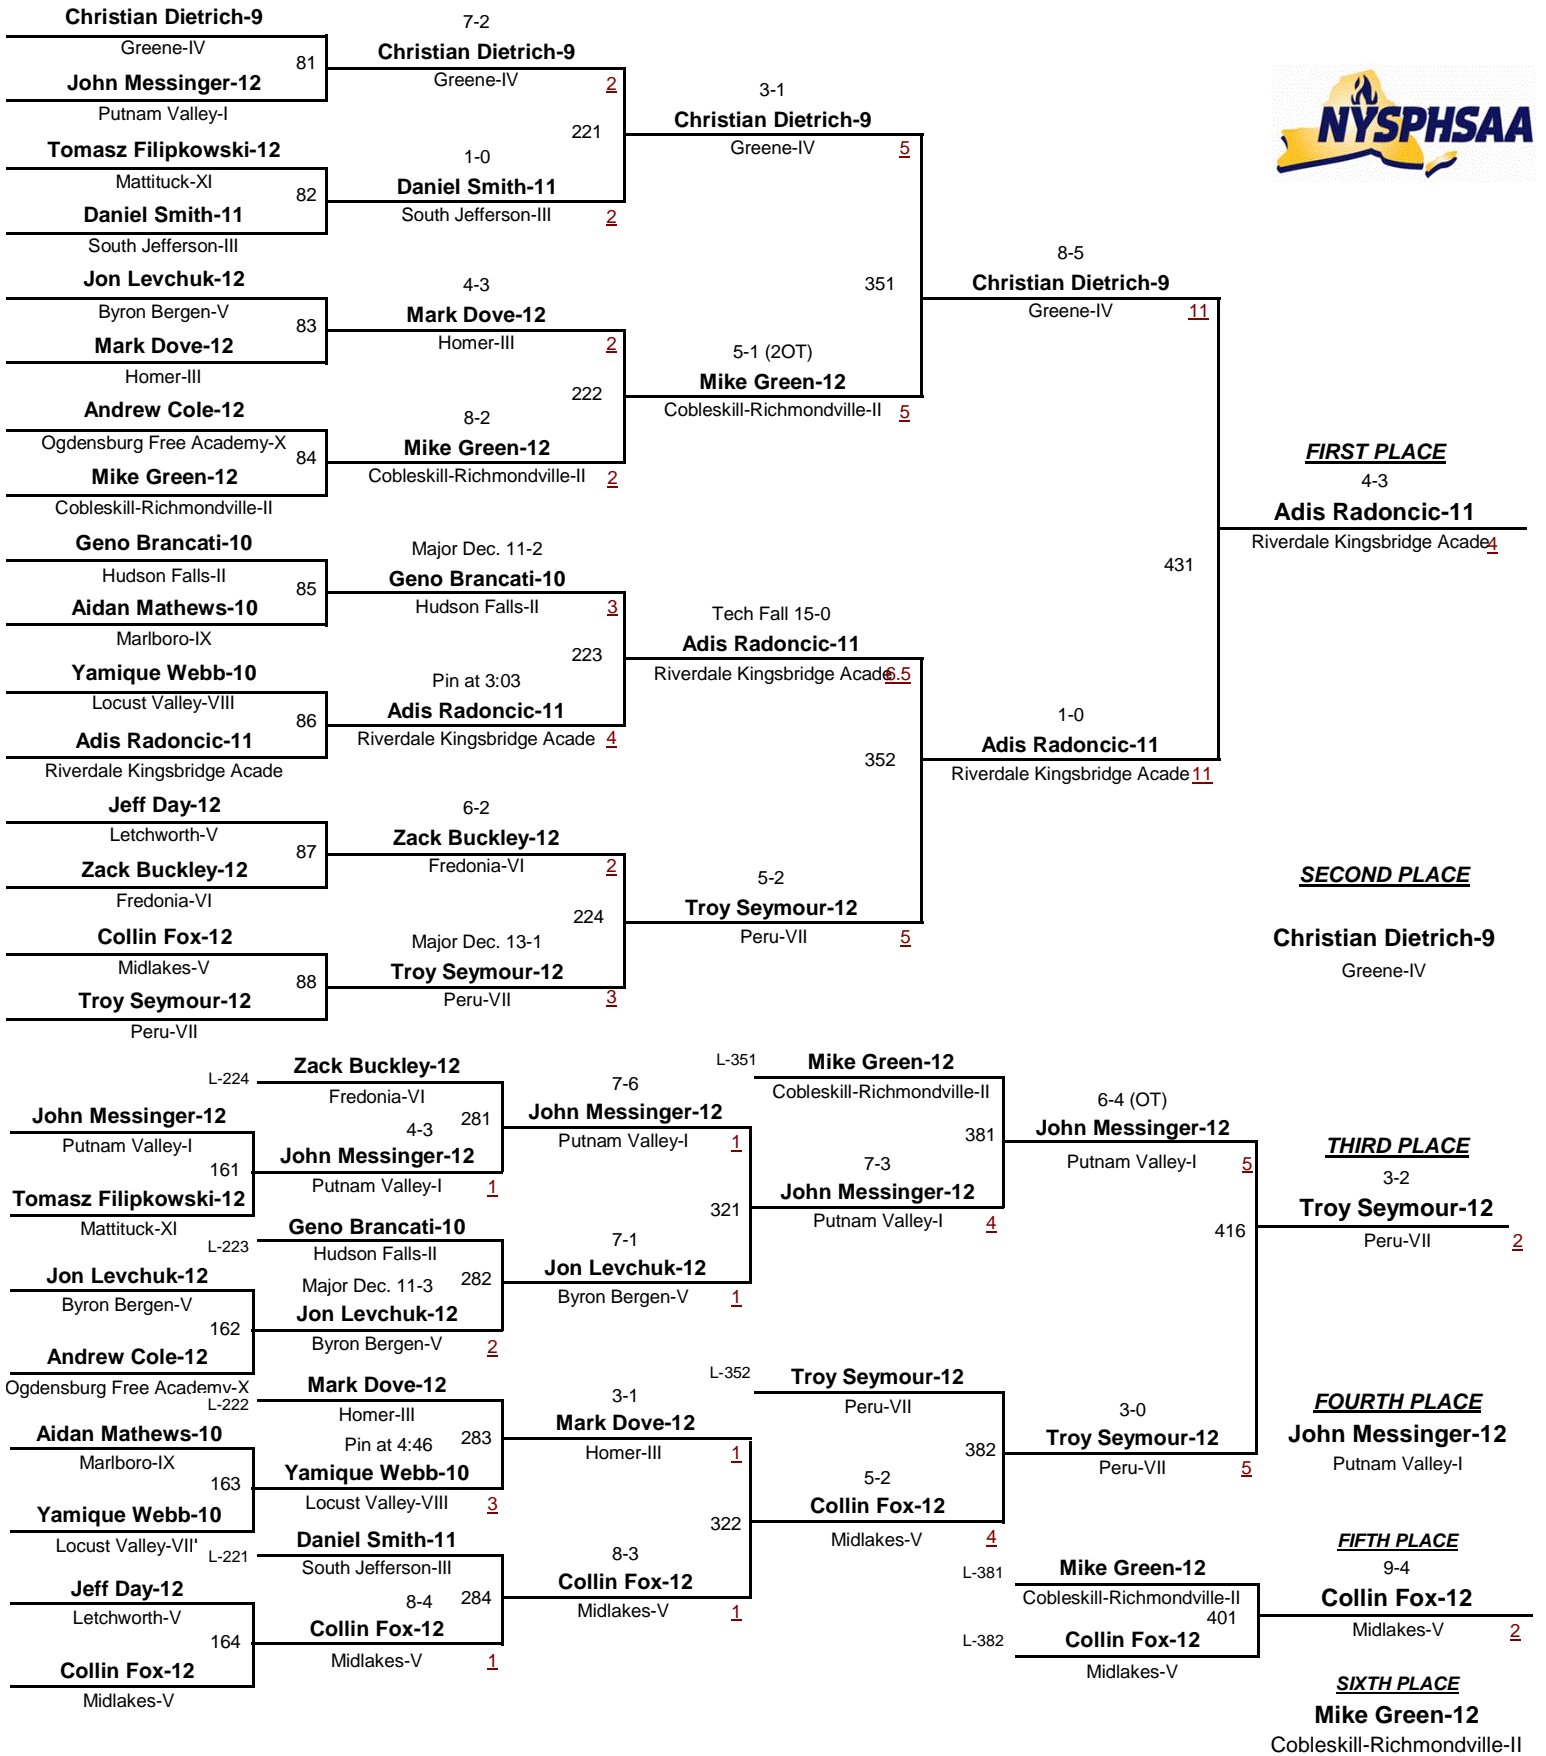 Christian Dietrich-9
Greene-IV
81
John Messinger-12
Putnam Valley-I
Tomasz Filipkowski-12
Mattituck-XI
82
Daniel Smith-11
South Jefferson-III
Jon Levchuk-12
Byron Bergen-V
83
Mark Dove-12
Homer-III
Andrew Cole-12
Ogdensburg Free Academy-X
84
Mike Green-12
Cobleskill-Richmondville-II
Geno Brancati-10
Hudson Falls-II
85
Aidan Mathews-10
Marlboro-IX
Yamique Webb-10
Locust Valley-VIII
86
Adis Radoncic-11
Riverdale Kingsbridge Acade
Jeff Day-12
Letchworth-V
87
Zack Buckley-12
Fredonia-VI
Collin Fox-12
Midlakes-V
88
Troy Seymour-12
Peru-VII
7-2
Christian Dietrich-9
Greene-IV
2
221
1-0
Daniel Smith-11
South Jefferson-III
2
4-3
Mark Dove-12
Homer-III
2
222
8-2
Mike Green-12
Cobleskill-Richmondville-II
2
Major Dec. 11-2
Geno Brancati-10
Hudson Falls-II
3
223
Pin at 3:03
Adis Radoncic-11
Riverdale Kingsbridge Acade
4
6-2
Zack Buckley-12
Fredonia-VI
2
224
Major Dec. 13-1
Troy Seymour-12
Peru-VII
3
3-1
Christian Dietrich-9
Greene-IV
5
351
5-1 (2OT)
Mike Green-12
Cobleskill-Richmondville-II
5
Tech Fall 15-0
Adis Radoncic-11
Riverdale Kingsbridge Acade
6.5
352
5-2
Troy Seymour-12
Peru-VII
5
8-5
Christian Dietrich-9
Greene-IV
11
431
1-0
Adis Radoncic-11
Riverdale Kingsbridge Acade
11
NYSPHSAA
FIRST PLACE
4-3
Adis Radoncic-11
Riverdale Kingsbridge Acade
4
SECOND PLACE
Christian Dietrich-9
Greene-IV
John Messinger-12
Putnam Valley-I
161
Tomasz Filipkowski-12
Mattituck-XI
Jon Levchuk-12
Byron Bergen-V
162
Andrew Cole-12
Ogdensburg Free Academy-X
Aidan Mathews-10
Marlboro-IX
163
Yamique Webb-10
Locust Valley-VII'
Jeff Day-12
Letchworth-V
164
Collin Fox-12
Midlakes-V
L-224
Zack Buckley-12
Fredonia-VI
281
4-3
John Messinger-12
Putnam Valley-I
1
L-223
Geno Brancati-10
Hudson Falls-II
282
Major Dec. 11-3
Jon Levchuk-12
Byron Bergen-V
2
L-222
Mark Dove-12
Homer-III
283
Pin at 4:46
Yamique Webb-10
Locust Valley-VIII
3
L-221
Daniel Smith-11
South Jefferson-III
284
8-4
Collin Fox-12
Midlakes-V
1
7-6
John Messinger-12
Putnam Valley-I
1
321
7-1
Jon Levchuk-12
Byron Bergen-V
1
3-1
Mark Dove-12
Homer-III
1
322
8-3
Collin Fox-12
Midlakes-V
1
L-351
Mike Green-12
Cobleskill-Richmondville-II
381
7-3
John Messinger-12
Putnam Valley-I
4
L-352
Troy Seymour-12
Peru-VII
382
5-2
Collin Fox-12
Midlakes-V
4
6-4 (OT)
John Messinger-12
Putnam Valley-I
5
416
3-0
Troy Seymour-12
Peru-VII
5
THIRD PLACE
3-2
Troy Seymour-12
Peru-VII
2
FOURTH PLACE
John Messinger-12
Putnam Valley-I
L-381
Mike Green-12
Cobleskill-Richmondville-II
401
L-382
Collin Fox-12
Midlakes-V
FIFTH PLACE
9-4
Collin Fox-12
Midlakes-V
2
SIXTH PLACE
Mike Green-12
Cobleskill-Richmondville-II